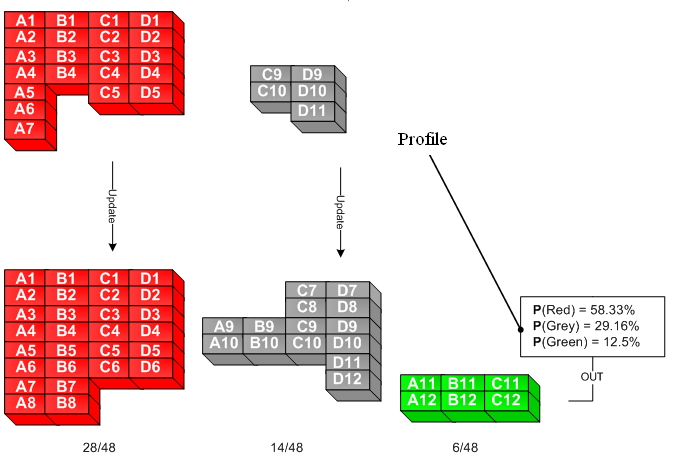 A1 B1 C1 D1
A2 B2 C2 D2
A3 B3 C3 D3
A4 B4 C4 D4
A5 C5 D5
A6
A7
C9 D9
C10 D10
D11
Profile
Update
Update
A1 B1 C1 D1
A2 B2 C2 D2
A3 B3 C3 D3
A4 B4 C4 D4
A5 B5 C5 D5
A6 B6 C6 D6
A7 B7
A8 B8
C7 D7
C8 D8
A9 B9 C9 D9
A10 B10 C10 D10
D11
D12
P(Red) = 58.33%
P(Grey) = 29.16%
P(Green) = 12.5%
OUT
A11 B11 C11
A12 B12 C12
28/48
14/48
6/48